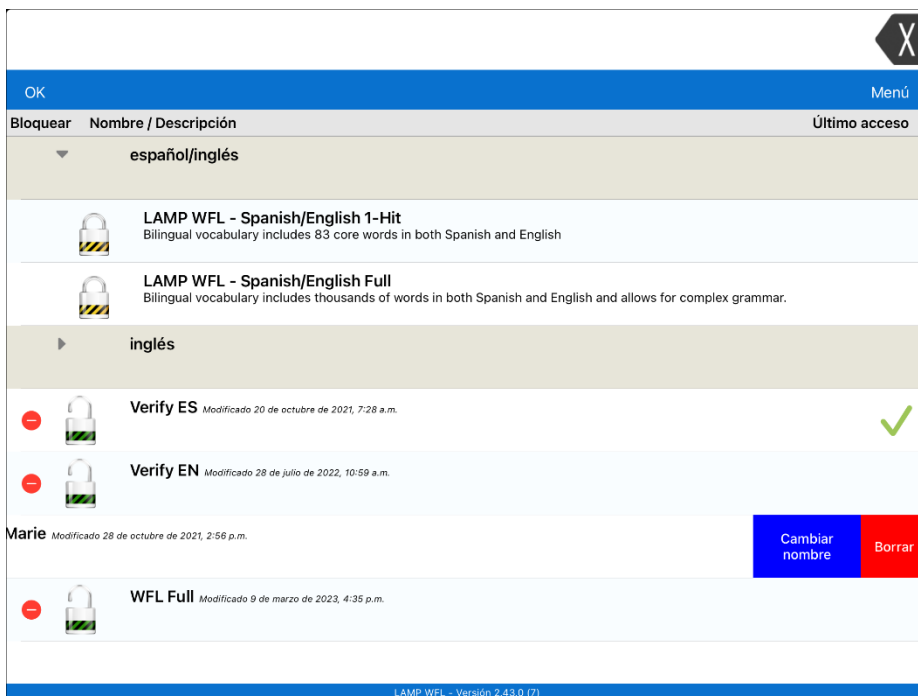 OK
Menú
Bloquear Nombre / Descripción Último acceso
español/inglés
LAMP WFL - Spanish/English 1-Hit
Bilingual vocabulary includes 83 core words in both Spanish and English
LAMP WFL - Spanish/English Full
Bilingual vocabulary includes thousands of words in both Spanish and English and allows for complex grammar.
inglés
Verify ES Modificado 20 de octubre de 2021, 7:28 a.m.
Verify EN Modificado 28 de julio de 2022, 10:59 a.m.
Marie Modificado 28 de octubre de 2021, 2:56 p.m.
Cambiar
nombre
Borrar
WFL Full Modificado 9 de marzo de 2023, 4:35 p.m.
LAMP WFL - Versión 2.43.0 (7)